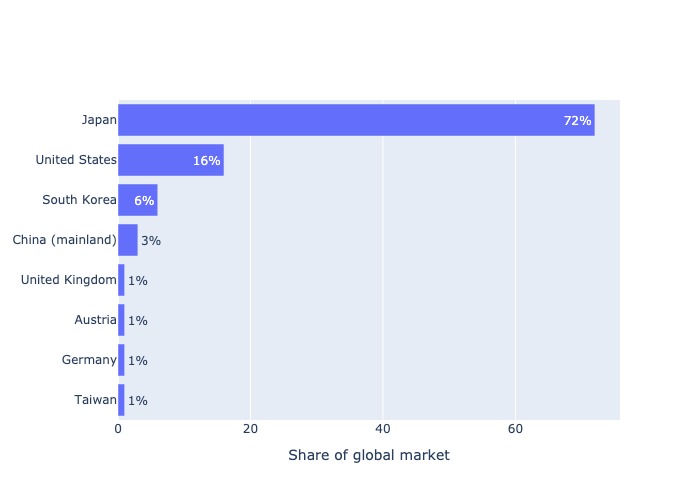 Japan 72%
United States 16%
South Korea 6%
China (mainland) 3%
United Kingdom 1%
Austria 1%
Germany 1%
Taiwan 1%
0 20 40 60
Share of global market